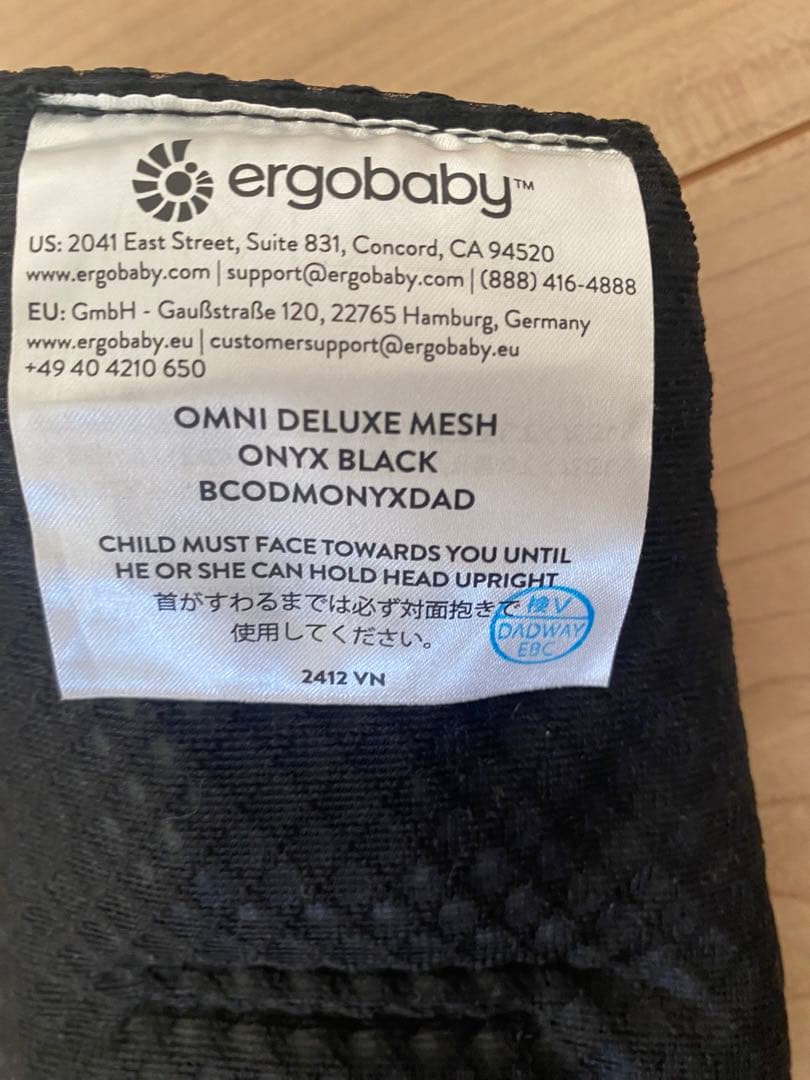 ergobaby™
US: 2041 East Street, Suite 831, Concord, CA 94520
www.ergobaby.com | support@ergobaby.com | (888) 416-4888
EU: GmbH - Gaußstraße 120, 22765 Hamburg, Germany
www.ergobaby.eu | customersupport@ergobaby.eu
+49 40 4210 650
OMNI DELUXE MESH
ONYX BLACK
BCODMONYXDAD
CHILD MUST FACE TOWARDS YOU UNTIL
HE OR SHE CAN HOLD HEAD UPRIGHT
首がすわるまでは必ず対面抱きで
使用してください。
検V
DADWAY
EBC
2412 VN